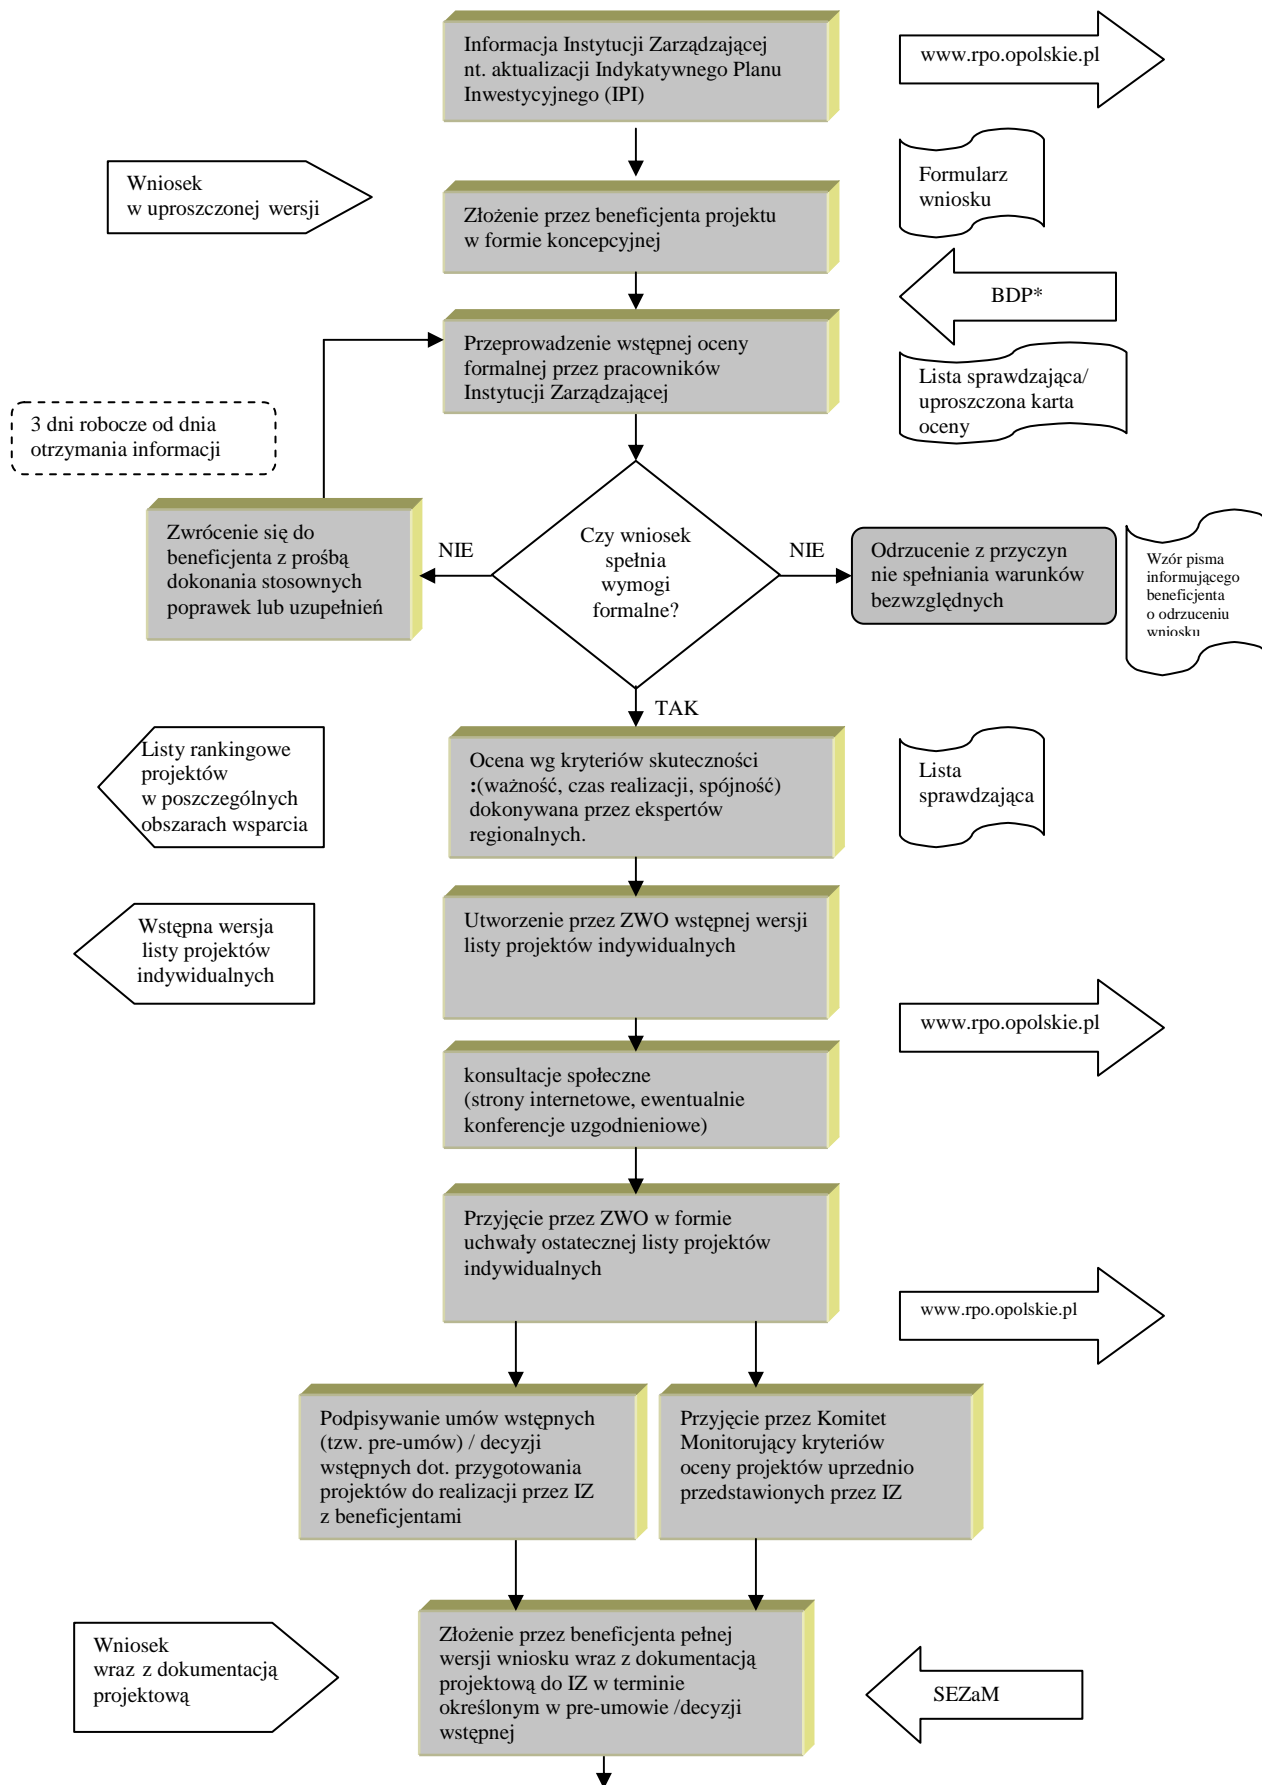 Informacja Instytucji Zarządzającej
nt. aktualizacji Indykatywnego Planu
Inwestycyjnego (IPI)
www.rpo.opolskie.pl
Wniosek
w uproszczonej wersji
Formularz
wniosku
Złożenie przez beneficjenta projektu
w formie koncepcyjnej
BDP*
Przeprowadzenie wstępnej oceny
formalnej przez pracowników
Instytucji Zarządzającej
Lista sprawdzająca/
uproszczona karta
oceny
3 dni robocze od dnia
otrzymania informacji
Zwrócenie się do
beneficjenta z prośbą
dokonania stosownych
poprawek lub uzupełnień
NIE
Czy wniosek
spełnia
wymogi
formalne?
NIE
Odrzucenie z przyczyn
nie spełniania warunków
bezwzględnych
Wzór pisma
informującego
beneficjenta
o odrzuceniu
wniosku
TAK
Listy rankingowe
projektów
w poszczególnych
obszarach wsparcia
Ocena wg kryteriów skuteczności
:(ważność, czas realizacji, spójność)
dokonywana przez ekspertów
regionalnych.
Lista
sprawdzająca
Wstępna wersja
listy projektów
indywidualnych
Utworzenie przez ZWO wstępnej wersji
listy projektów indywidualnych
www.rpo.opolskie.pl
konsultacje społeczne
(strony internetowe, ewentualnie
konferencje uzgodnieniowe)
Przyjęcie przez ZWO w formie
uchwały ostatecznej listy projektów
indywidualnych
www.rpo.opolskie.pl
Podpisywanie umów wstępnych
(tzw. pre-umów) / decyzji
wstępnych dot. przygotowania
projektów do realizacji przez IZ
z beneficjentami
Przyjęcie przez Komitet
Monitorujący kryteriów
oceny projektów uprzednio
przedstawionych przez IZ
Wniosek
wraz z dokumentacją
projektową
Złożenie przez beneficjenta pełnej
wersji wniosku wraz z dokumentacją
projektową do IZ w terminie
określonym w pre-umowie /decyzji
wstępnej
SEZaM